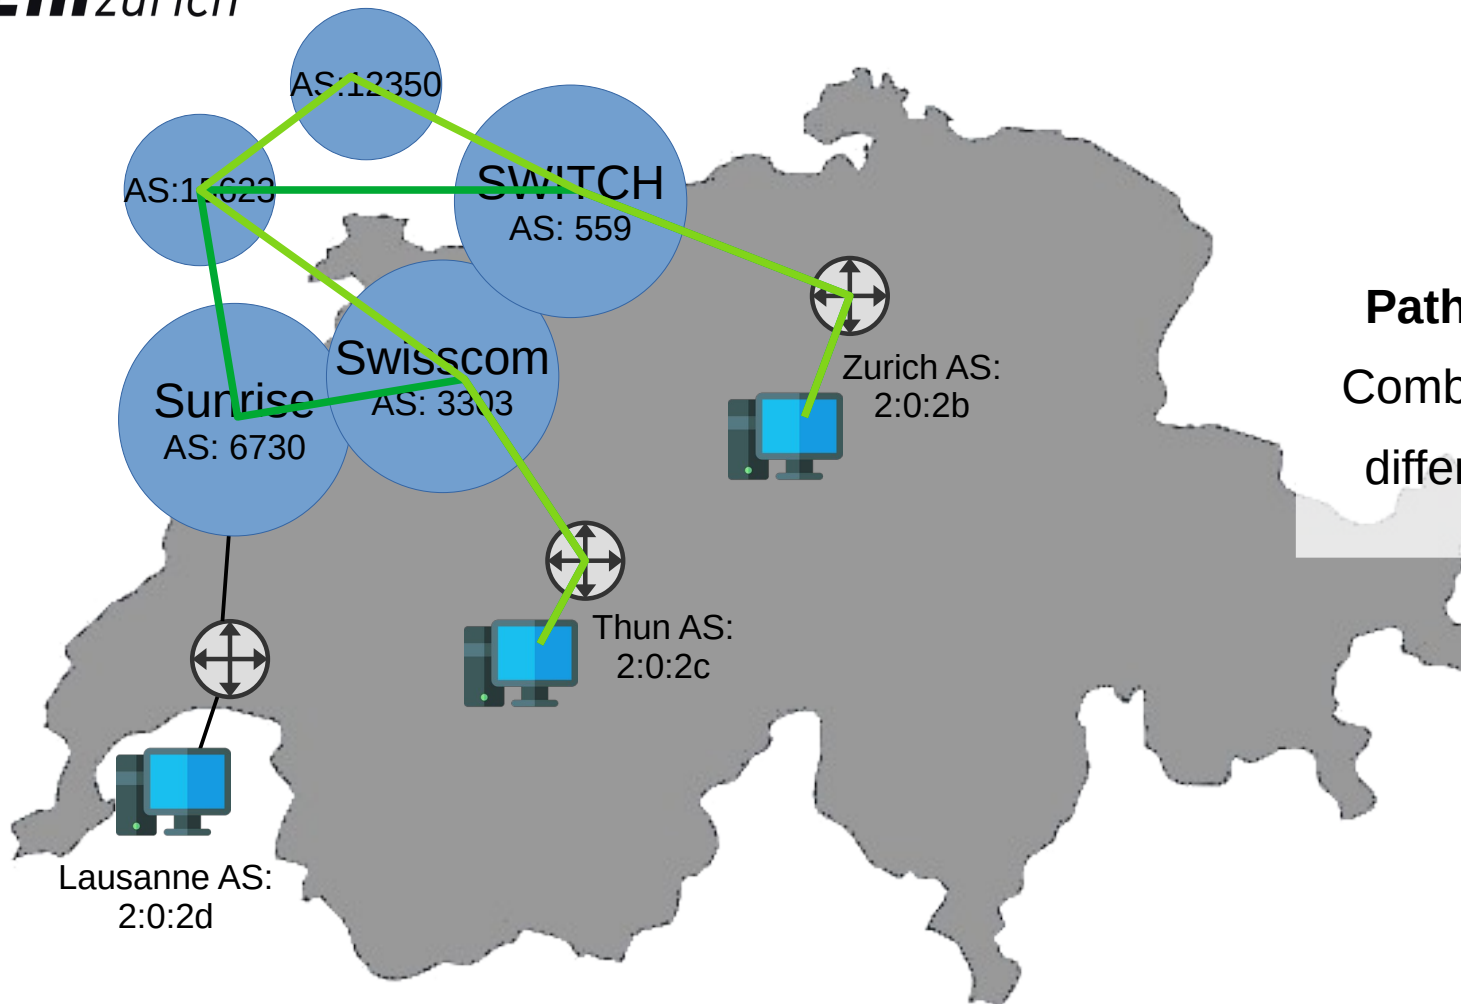 zürich
AS:12350
AS:15623
SWITCH
AS: 559
Swisscom
AS: 3303
Sunrise
AS: 6730
Zurich AS:
2:0:2b
Thun AS:
2:0:2c
Lausanne AS:
2:0:2d
Path
Comb
differ